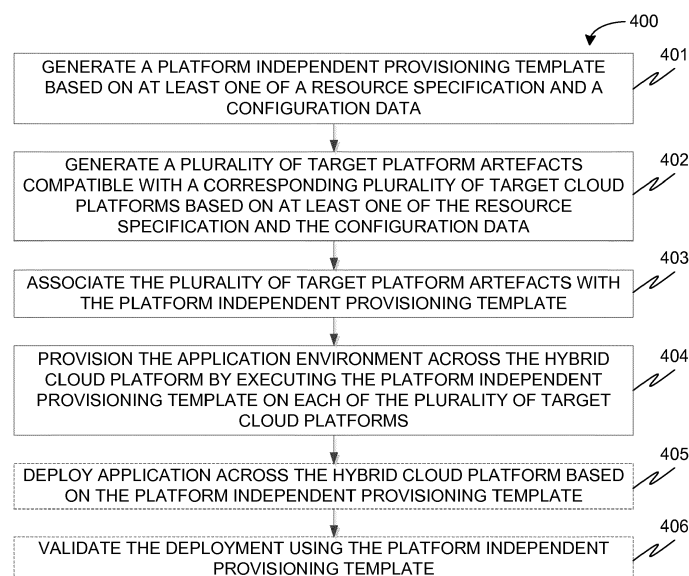 400
401
GENERATE A PLATFORM INDEPENDENT PROVISIONING TEMPLATE
BASED ON AT LEAST ONE OF A RESOURCE SPECIFICATION AND A
CONFIGURATION DATA
402
GENERATE A PLURALITY OF TARGET PLATFORM ARTEFACTS
COMPATIBLE WITH A CORRESPONDING PLURALITY OF TARGET CLOUD
PLATFORMS BASED ON AT LEAST ONE OF THE RESOURCE
SPECIFICATION AND THE CONFIGURATION DATA
403
ASSOCIATE THE PLURALITY OF TARGET PLATFORM ARTEFACTS WITH
THE PLATFORM INDEPENDENT PROVISIONING TEMPLATE
404
PROVISION THE APPLICATION ENVIRONMENT ACROSS THE HYBRID
CLOUD PLATFORM BY EXECUTING THE PLATFORM INDEPENDENT
PROVISIONING TEMPLATE ON EACH OF THE PLURALITY OF TARGET
CLOUD PLATFORMS
405
DEPLOY APPLICATION ACROSS THE HYBRID CLOUD PLATFORM BASED
ON THE PLATFORM INDEPENDENT PROVISIONING TEMPLATE
406
VALIDATE THE DEPLOYMENT USING THE PLATFORM INDEPENDENT
PROVISIONING TEMPLATE